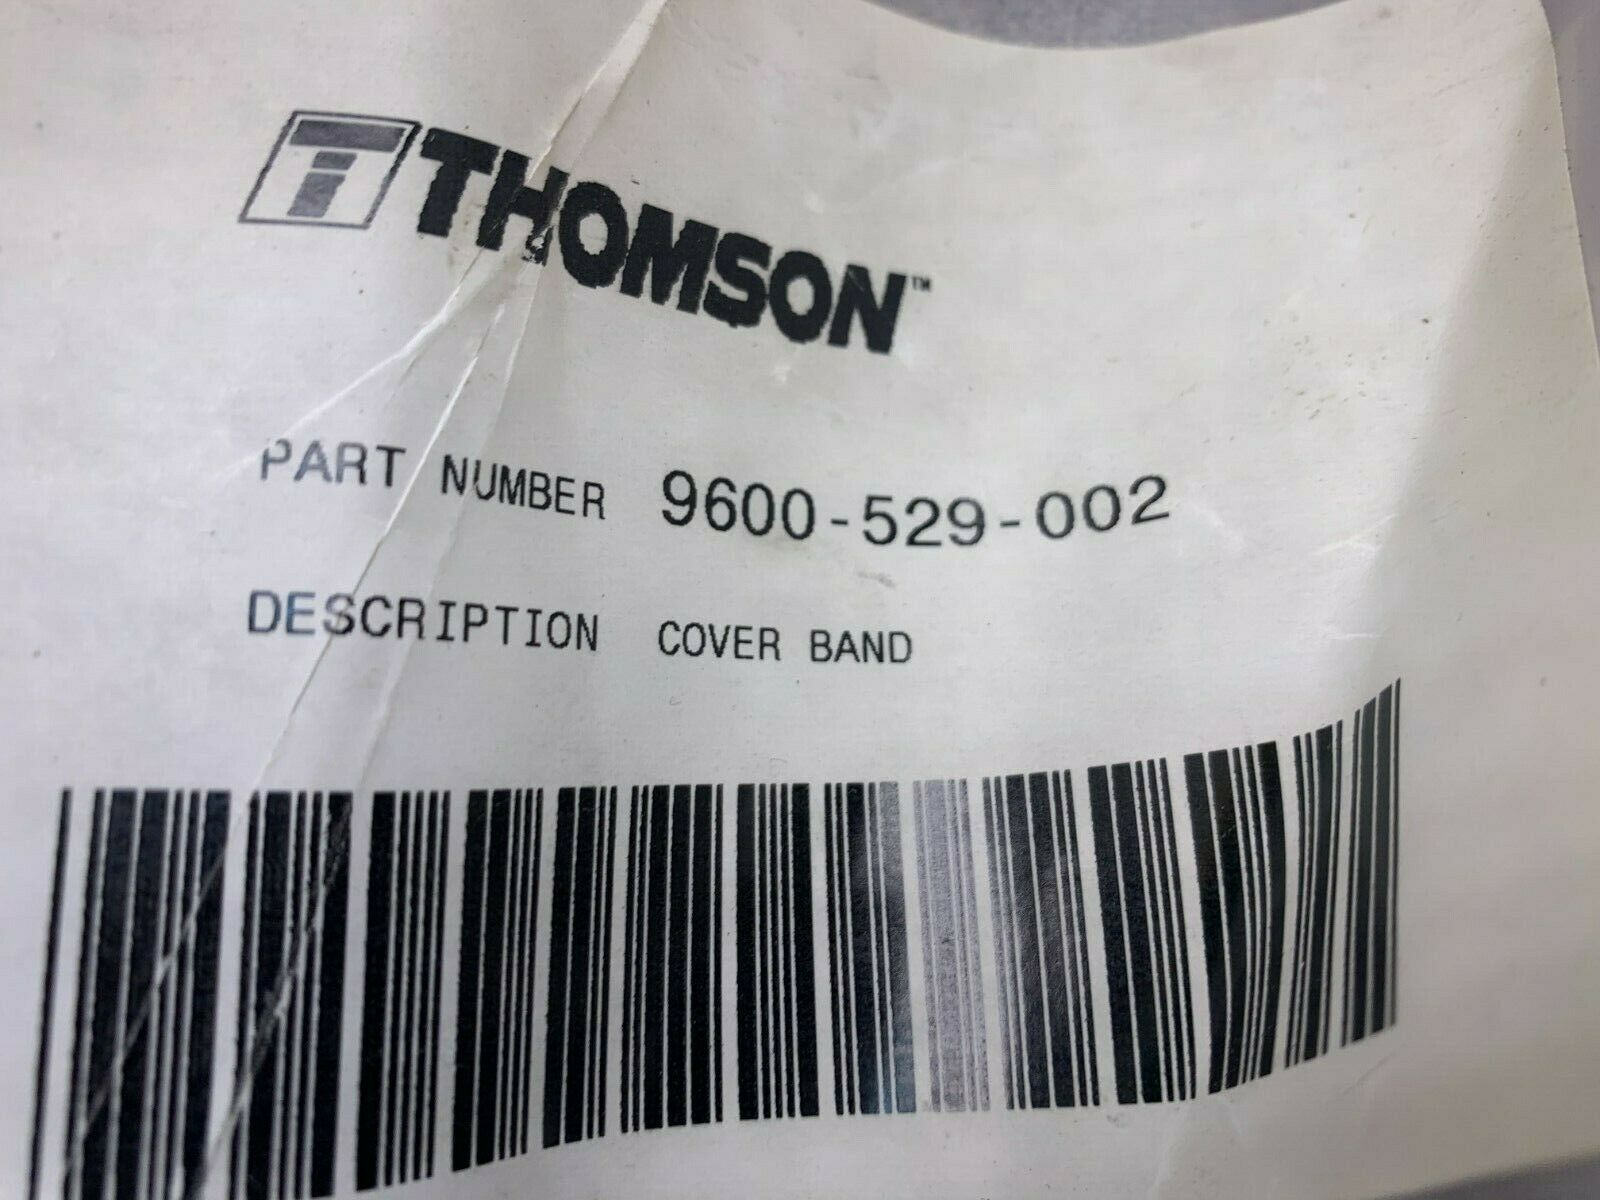 T THOMSON™
PART NUMBER 9600-529-002
DESCRIPTION COVER BAND